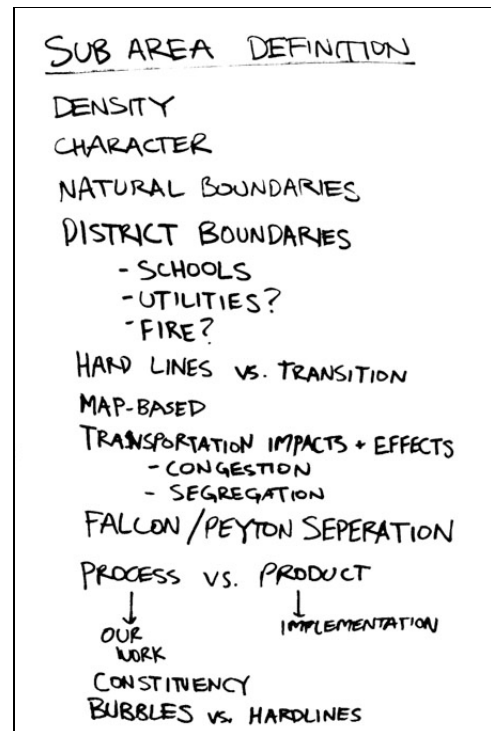 SUB AREA DEFINITION
DENSITY
CHARACTER
NATURAL BOUNDARIES
DISTRICT BOUNDARIES
- SCHOOLS
- UTILITIES?
- FIRE?
HARD LINES vs. TRANSITION
MAP-BASED
TRANSPORTATION IMPACTS + EFFECTS
- CONGESTION
- SEGREGATION
FALCON/PEYTON SEPERATION
PROCESS vs. PRODUCT
OUR WORK
IMPLEMENTATION
CONSTITUENCY
BUBBLES vs. HARDLINES